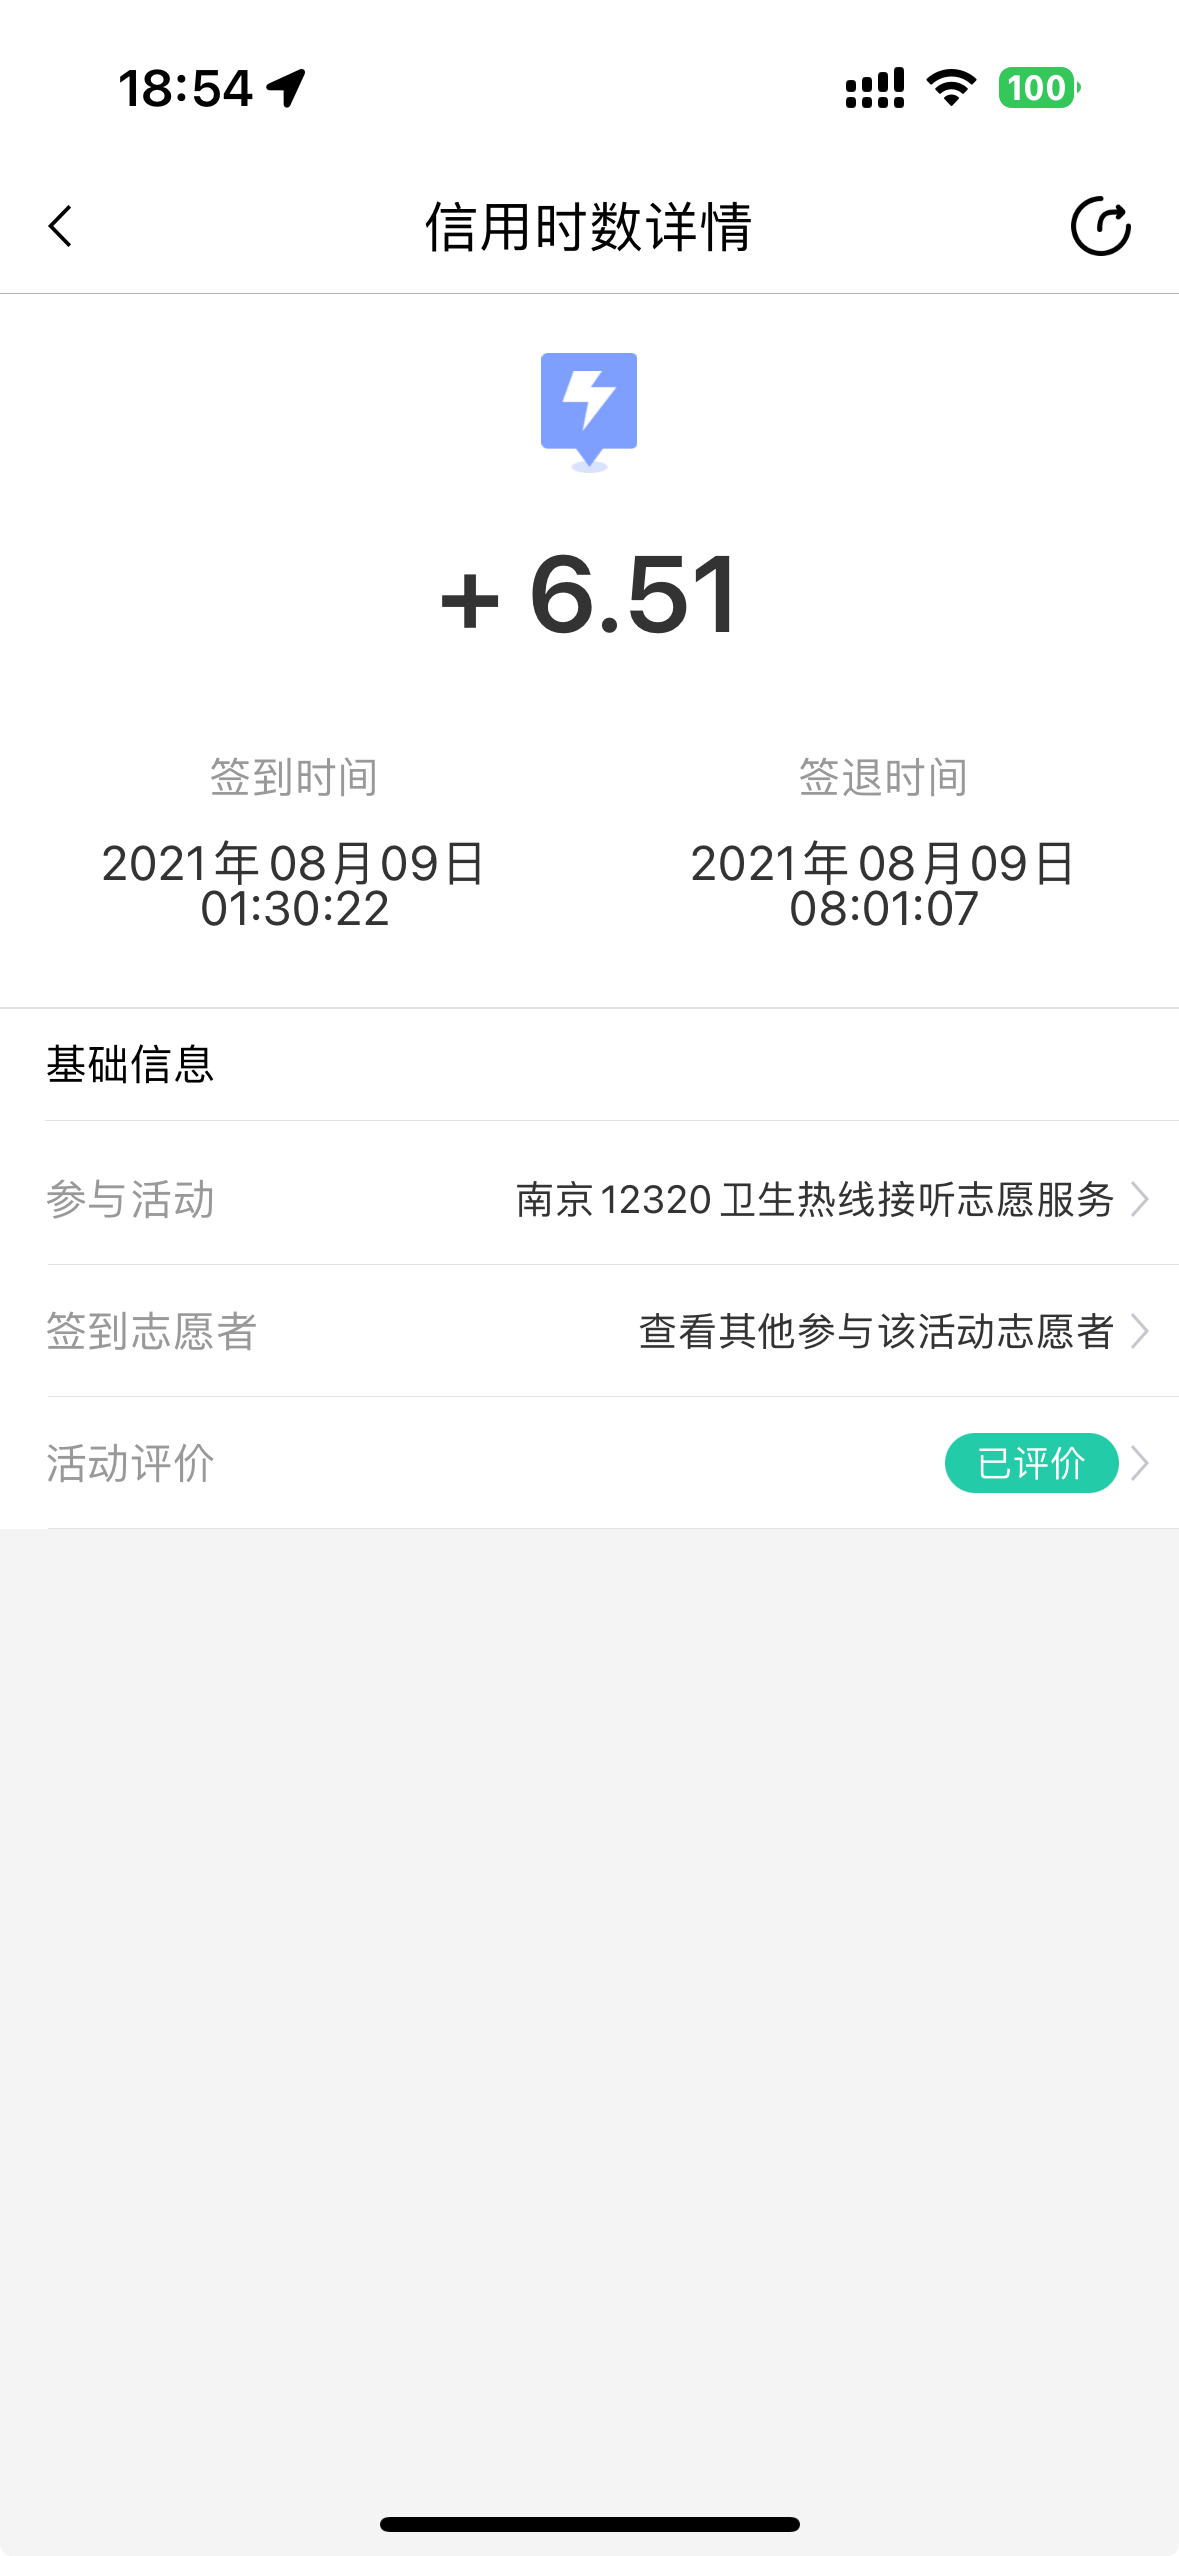 18:54
100
信用时数详情
+ 6.51
签到时间
签退时间
2021年08月09日
01:30:22
2021年08月09日
08:01:07
基础信息
参与活动
南京12320卫生热线接听志愿服务
签到志愿者
查看其他参与该活动志愿者
活动评价
已评价